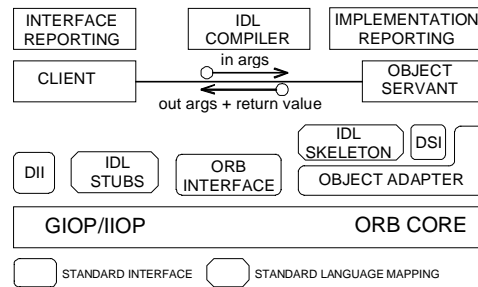 INTERFACE
REPORTING
IDL
COMPILER
IMPLEMENTATION
REPORTING
CLIENT
in args
out args + return value
OBJECT
SERVANT
DII
IDL
STUBS
ORB
INTERFACE
IDL
SKELETON
DSI
OBJECT ADAPTER
GIOP/IIOP
ORB CORE
STANDARD INTERFACE
STANDARD LANGUAGE MAPPING